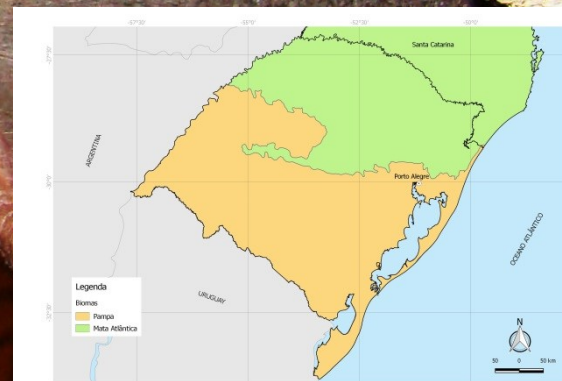 Santa Catarina
ARGENTINA
Porto Alegre
OCEANO ATLÂNTICO
URUGUAY
Legenda
Biomas
Pampa
Mata Atlântica
N
50 0 50 km